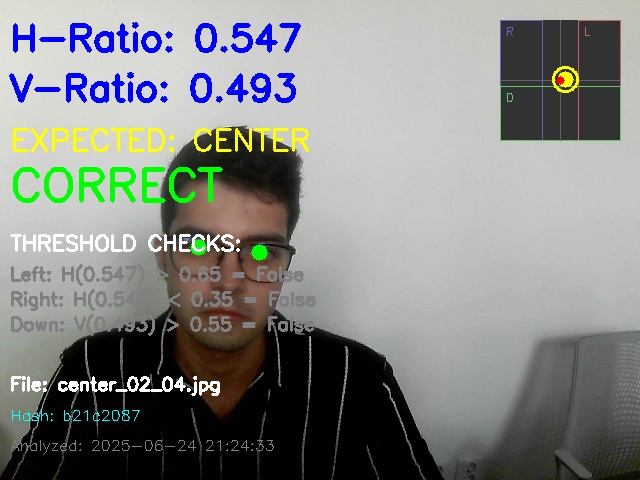 H-Ratio: 0.547
V-Ratio: 0.493
EXPECTED: CENTER
CORRECT
THRESHOLD CHECKS:
Left: H(0.547) > 0.65 = False
Right: H(0.547) < 0.35 = False
Down: V(0.493) > 0.55 = False
File: center_02_04.jpg
Hash: b21c2087
Analyzed: 2025-06-24 21:24:33
R
L
D